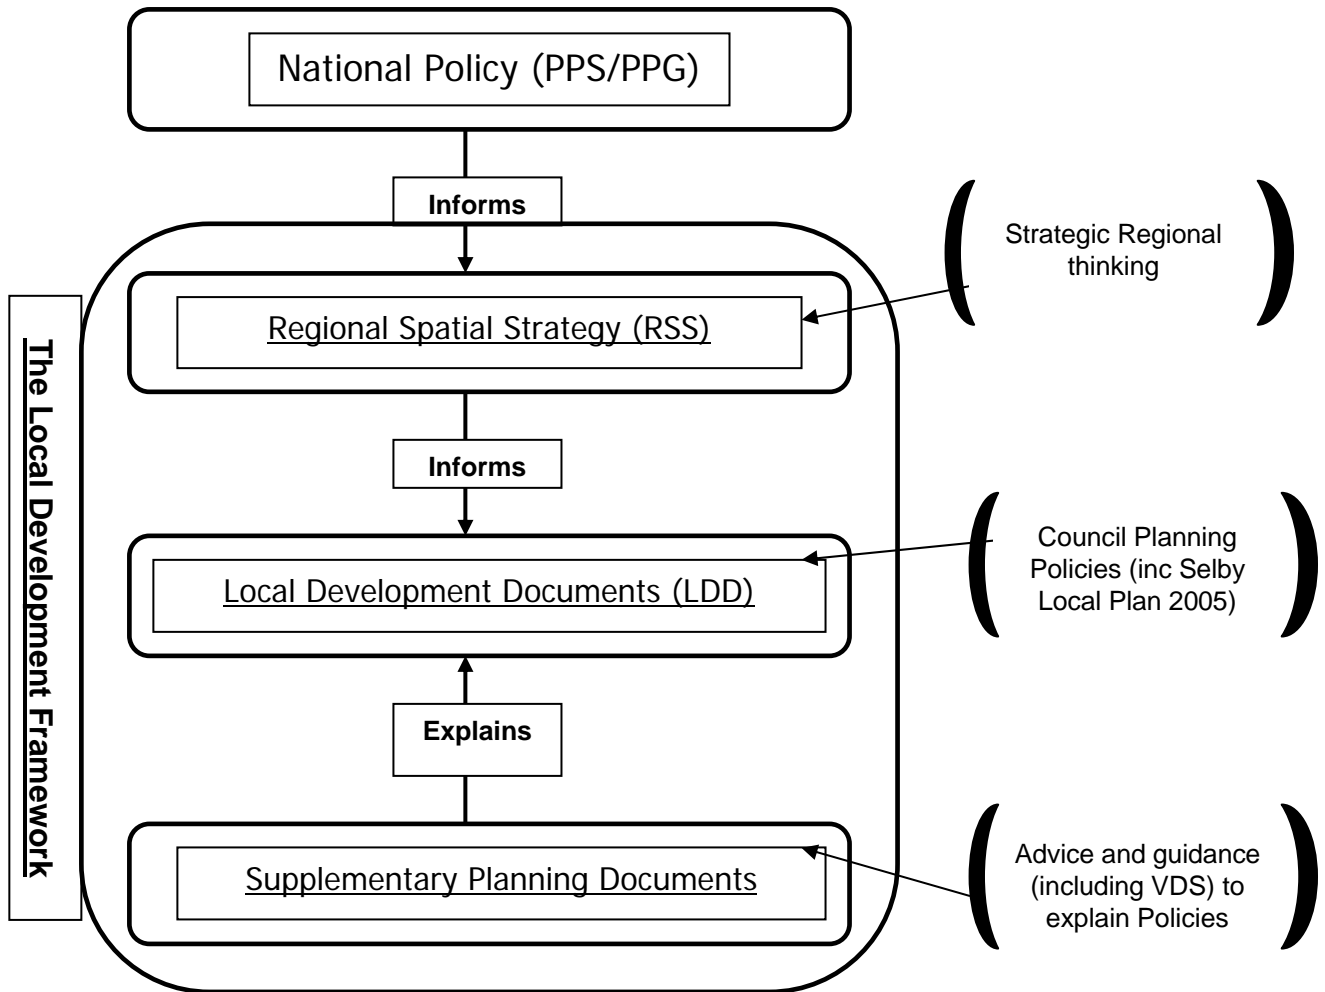 National Policy (PPS/PPG)
Informs
Strategic Regional
thinking
Regional Spatial Strategy (RSS)
The Local Development Framework
Informs
Council Planning
Policies (inc Selby
Local Plan 2005)
Local Development Documents (LDD)
Explains
Advice and guidance
(including VDS) to
explain Policies
Supplementary Planning Documents